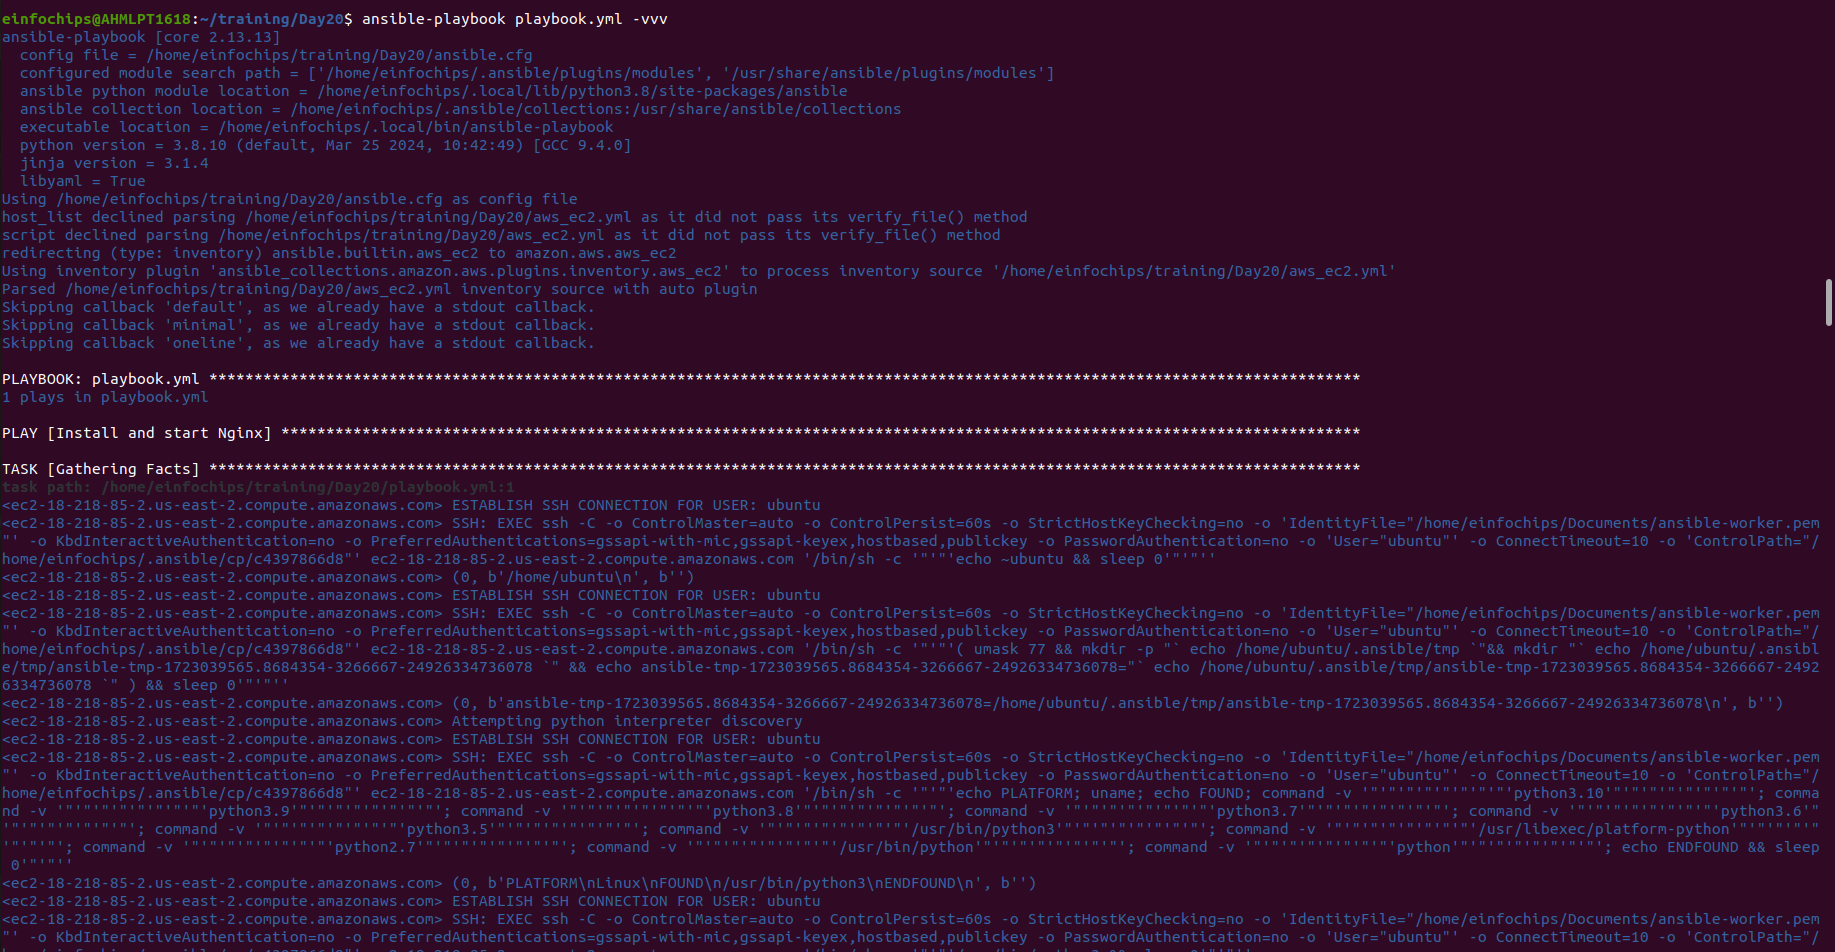 einfochips@AHMLPT1618:~/training/Day20$ ansible-playbook playbook.yml -vvv
ansible-playbook [core 2.13.13]
  config file = /home/einfochips/training/Day20/ansible.cfg
  configured module search path = ['/home/einfochips/.ansible/plugins/modules', '/usr/share/ansible/plugins/modules']
  ansible python module location = /home/einfochips/.local/lib/python3.8/site-packages/ansible
  ansible collection location = /home/einfochips/.ansible/collections:/usr/share/ansible/collections
  executable location = /home/einfochips/.local/bin/ansible-playbook
  python version = 3.8.10 (default, Mar 25 2024, 10:42:49) [GCC 9.4.0]
  jinja version = 3.1.4
  libyaml = True
Using /home/einfochips/training/Day20/ansible.cfg as config file
host_list declined parsing /home/einfochips/training/Day20/aws_ec2.yml as it did not pass its verify_file() method
script declined parsing /home/einfochips/training/Day20/aws_ec2.yml as it did not pass its verify_file() method
redirecting (type: inventory) ansible.builtin.aws_ec2 to amazon.aws.aws_ec2
Using inventory plugin 'ansible_collections.amazon.aws.plugins.inventory.aws_ec2' to process inventory source '/home/einfochips/training/Day20/aws_ec2.yml'
Parsed /home/einfochips/training/Day20/aws_ec2.yml inventory source with auto plugin
Skipping callback 'default', as we already have a stdout callback.
Skipping callback 'minimal', as we already have a stdout callback.
Skipping callback 'oneline', as we already have a stdout callback.
PLAYBOOK: playbook.yml ********************************************************************************************************************************
1 plays in playbook.yml
PLAY [Install and start Nginx] ************************************************************************************************************************
TASK [Gathering Facts] ********************************************************************************************************************************
task path: /home/einfochips/training/Day20/playbook.yml:1
<ec2-18-218-85-2.us-east-2.compute.amazonaws.com> ESTABLISH SSH CONNECTION FOR USER: ubuntu
<ec2-18-218-85-2.us-east-2.compute.amazonaws.com> SSH: EXEC ssh -C -o ControlMaster=auto -o ControlPersist=60s -o StrictHostKeyChecking=no -o 'IdentityFile="/home/einfochips/Documents/ansible-worker.pem
"' -o KbdInteractiveAuthentication=no -o PreferredAuthentications=gssapi-with-mic,gssapi-keyex,hostbased,publickey -o PasswordAuthentication=no -o 'User="ubuntu"' -o ConnectTimeout=10 -o 'ControlPath="/
home/einfochips/.ansible/cp/c4397866d8"' ec2-18-218-85-2.us-east-2.compute.amazonaws.com '/bin/sh -c '"'"'echo ~ubuntu && sleep 0'"'"''
<ec2-18-218-85-2.us-east-2.compute.amazonaws.com> (0, b'/home/ubuntu\n', b'')
<ec2-18-218-85-2.us-east-2.compute.amazonaws.com> ESTABLISH SSH CONNECTION FOR USER: ubuntu
<ec2-18-218-85-2.us-east-2.compute.amazonaws.com> SSH: EXEC ssh -C -o ControlMaster=auto -o ControlPersist=60s -o StrictHostKeyChecking=no -o 'IdentityFile="/home/einfochips/Documents/ansible-worker.pem
"' -o KbdInteractiveAuthentication=no -o PreferredAuthentications=gssapi-with-mic,gssapi-keyex,hostbased,publickey -o PasswordAuthentication=no -o 'User="ubuntu"' -o ConnectTimeout=10 -o 'ControlPath="/
home/einfochips/.ansible/cp/c4397866d8"' ec2-18-218-85-2.us-east-2.compute.amazonaws.com '/bin/sh -c '"'"'( umask 77 && mkdir -p "` echo /home/ubuntu/.ansible/tmp `"&& mkdir "` echo /home/ubuntu/.ansibl
e/tmp/ansible-tmp-1723039565.8684354-3266667-24926334736078 `" && echo ansible-tmp-1723039565.8684354-3266667-24926334736078="` echo /home/ubuntu/.ansible/tmp/ansible-tmp-1723039565.8684354-3266667-2492
6334736078 `" ) && sleep 0'"'"''
<ec2-18-218-85-2.us-east-2.compute.amazonaws.com> (0, b'ansible-tmp-1723039565.8684354-3266667-24926334736078=/home/ubuntu/.ansible/tmp/ansible-tmp-1723039565.8684354-3266667-24926334736078\n', b'')
<ec2-18-218-85-2.us-east-2.compute.amazonaws.com> Attempting python interpreter discovery
<ec2-18-218-85-2.us-east-2.compute.amazonaws.com> ESTABLISH SSH CONNECTION FOR USER: ubuntu
<ec2-18-218-85-2.us-east-2.compute.amazonaws.com> SSH: EXEC ssh -C -o ControlMaster=auto -o ControlPersist=60s -o StrictHostKeyChecking=no -o 'IdentityFile="/home/einfochips/Documents/ansible-worker.pem
"' -o KbdInteractiveAuthentication=no -o PreferredAuthentications=gssapi-with-mic,gssapi-keyex,hostbased,publickey -o PasswordAuthentication=no -o 'User="ubuntu"' -o ConnectTimeout=10 -o 'ControlPath="/
home/einfochips/.ansible/cp/c4397866d8"' ec2-18-218-85-2.us-east-2.compute.amazonaws.com '/bin/sh -c '"'"'echo PLATFORM; uname; echo FOUND; command -v '"'"'"'"'"'"'"'"'python3.10'"'"'"'"'"'"'"'"'; comma
nd -v '"'"'"'"'"'"'"'"'python3.9'"'"'"'"'"'"'"'"'; command -v '"'"'"'"'"'"'"'"'python3.8'"'"'"'"'"'"'"'"'; command -v '"'"'"'"'"'"'"'"'python3.7'"'"'"'"'"'"'"'"'; command -v '"'"'"'"'"'"'"'"'python3.6'"
'"'"'"'"'"'"'"'; command -v '"'"'"'"'"'"'"'"'python3.5'"'"'"'"'"'"'"'"'; command -v '"'"'"'"'"'"'"'"'/usr/bin/python3'"'"'"'"'"'"'"'"'; command -v '"'"'"'"'"'"'"'"'/usr/libexec/platform-python'"'"'"'"'"
'"'"'"'; command -v '"'"'"'"'"'"'"'"'python2.7'"'"'"'"'"'"'"'"'; command -v '"'"'"'"'"'"'"'"'/usr/bin/python'"'"'"'"'"'"'"'"'; command -v '"'"'"'"'"'"'"'"'python'"'"'"'"'"'"'"'"'; echo ENDFOUND && sleep
 0'"'"''
<ec2-18-218-85-2.us-east-2.compute.amazonaws.com> (0, b'PLATFORM\nLinux\nFOUND\n/usr/bin/python3\nENDFOUND\n', b'')
<ec2-18-218-85-2.us-east-2.compute.amazonaws.com> ESTABLISH SSH CONNECTION FOR USER: ubuntu
<ec2-18-218-85-2.us-east-2.compute.amazonaws.com> SSH: EXEC ssh -C -o ControlMaster=auto -o ControlPersist=60s -o StrictHostKeyChecking=no -o 'IdentityFile="/home/einfochips/Documents/ansible-worker.pem
"' -o KbdInteractiveAuthentication=no -o PreferredAuthentications=gssapi-with-mic,gssapi-keyex,hostbased,publickey -o PasswordAuthentication=no -o 'User="ubuntu"' -o ConnectTimeout=10 -o 'ControlPath="/